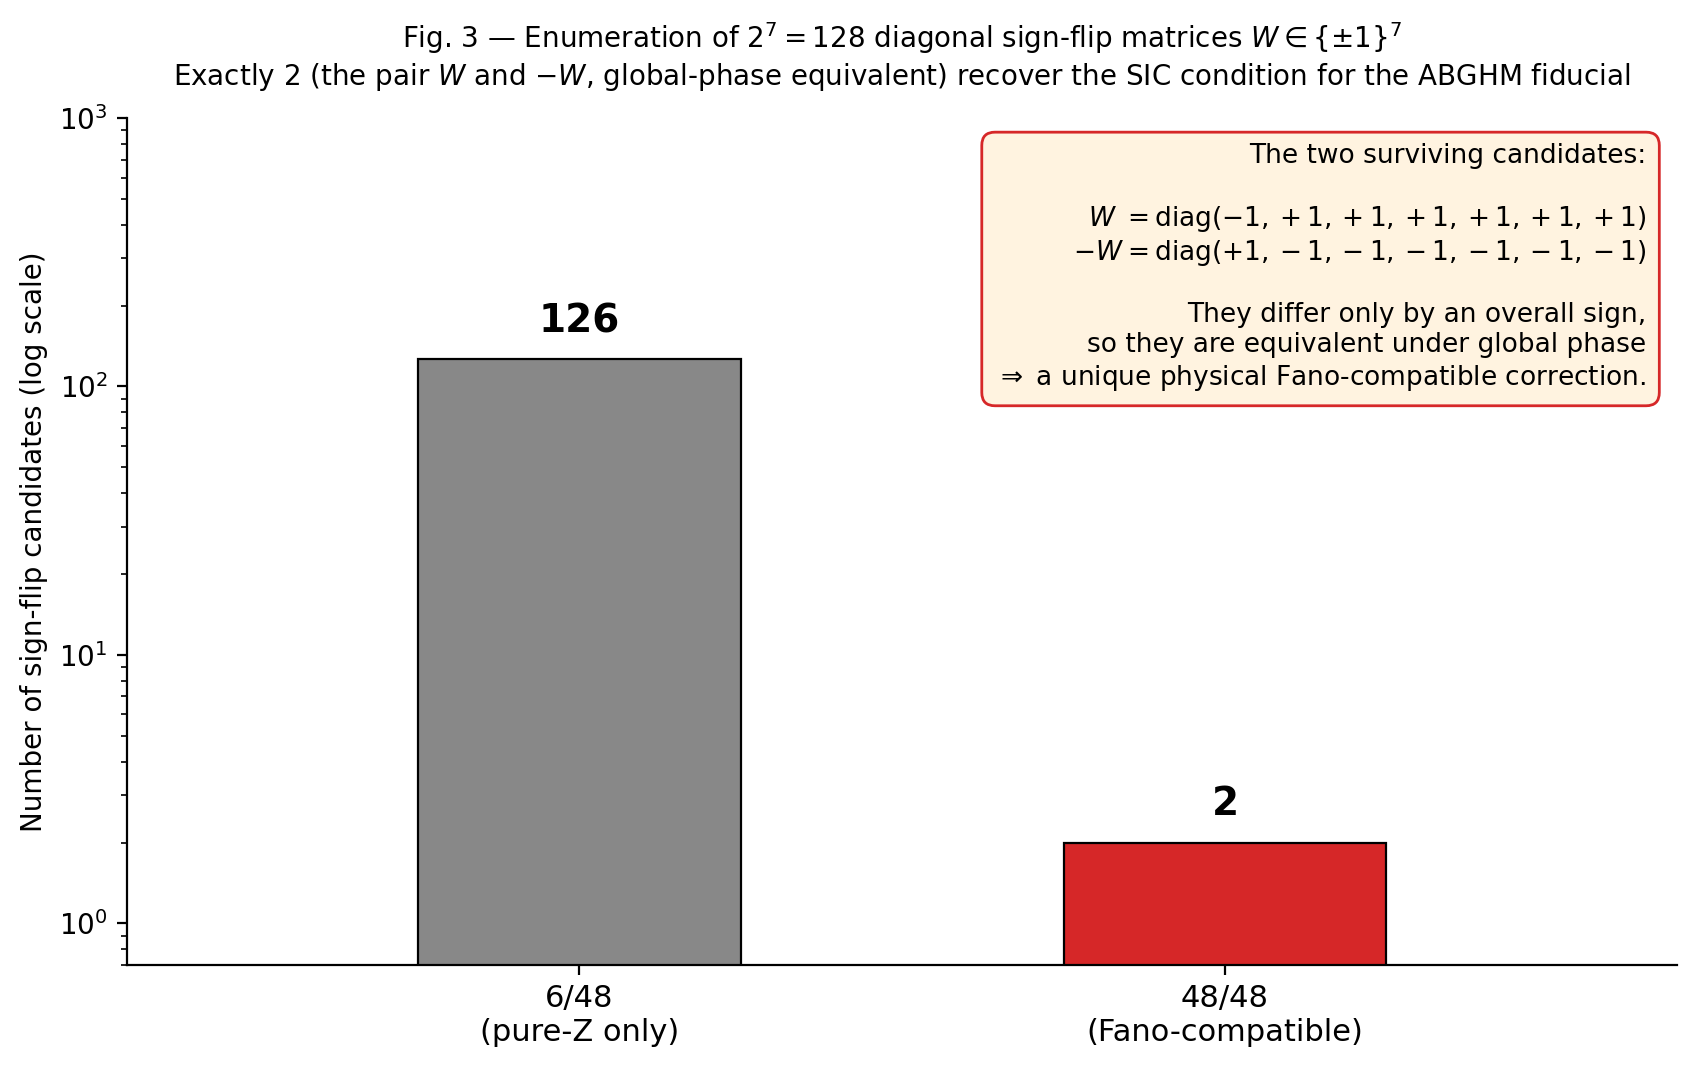 Fig. 3 — Enumeration of 2⁷ = 128 diagonal sign-flip matrices W ∈ {±1}⁷
Exactly 2 (the pair W and −W, global-phase equivalent) recover the SIC condition for the ABGHM fiducial
Number of sign-flip candidates (log scale)
10³
10²
10¹
10⁰
126
2
The two surviving candidates:
W = diag(−1, +1, +1, +1, +1, +1, +1)
−W = diag(+1, −1, −1, −1, −1, −1, −1)
They differ only by an overall sign,
so they are equivalent under global phase
⇒ a unique physical Fano-compatible correction.
6/48
(pure-Z only)
48/48
(Fano-compatible)